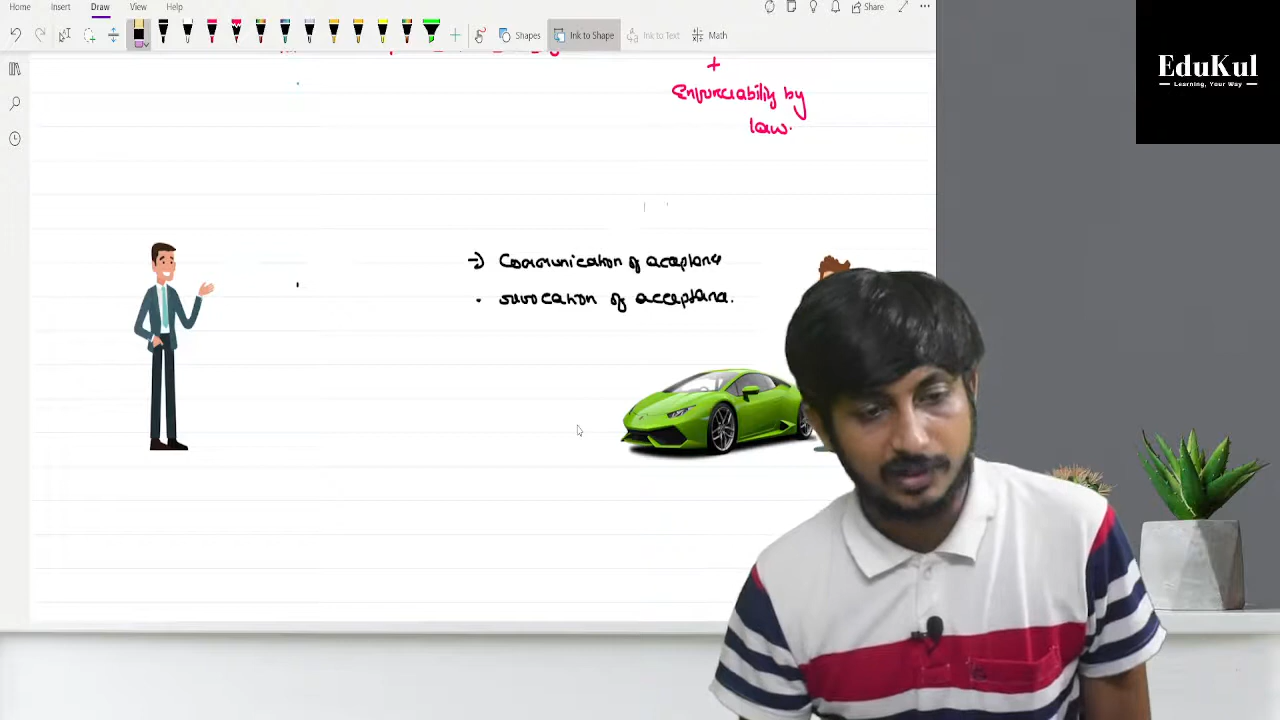 Home Insert Draw View Help Share
Shapes Ink to Shape Ink to Text Math
EduKul
Learning, Your Way
+
Enforceability by
law.
→ Communication of acceptance
• revocation of acceptance.